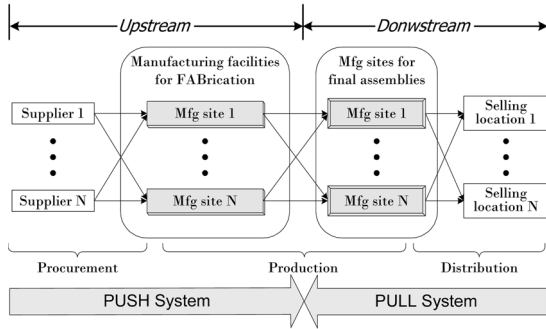 Upstream
Donwstream
Manufacturing facilities
for FABrication
Mfg sites for
final assemblies
Supplier 1
Mfg site 1
Mfg site 1
Selling
location 1
Supplier N
Mfg site N
Mfg site N
Selling
location N
Procurement
Production
Distribution
PUSH System
PULL System